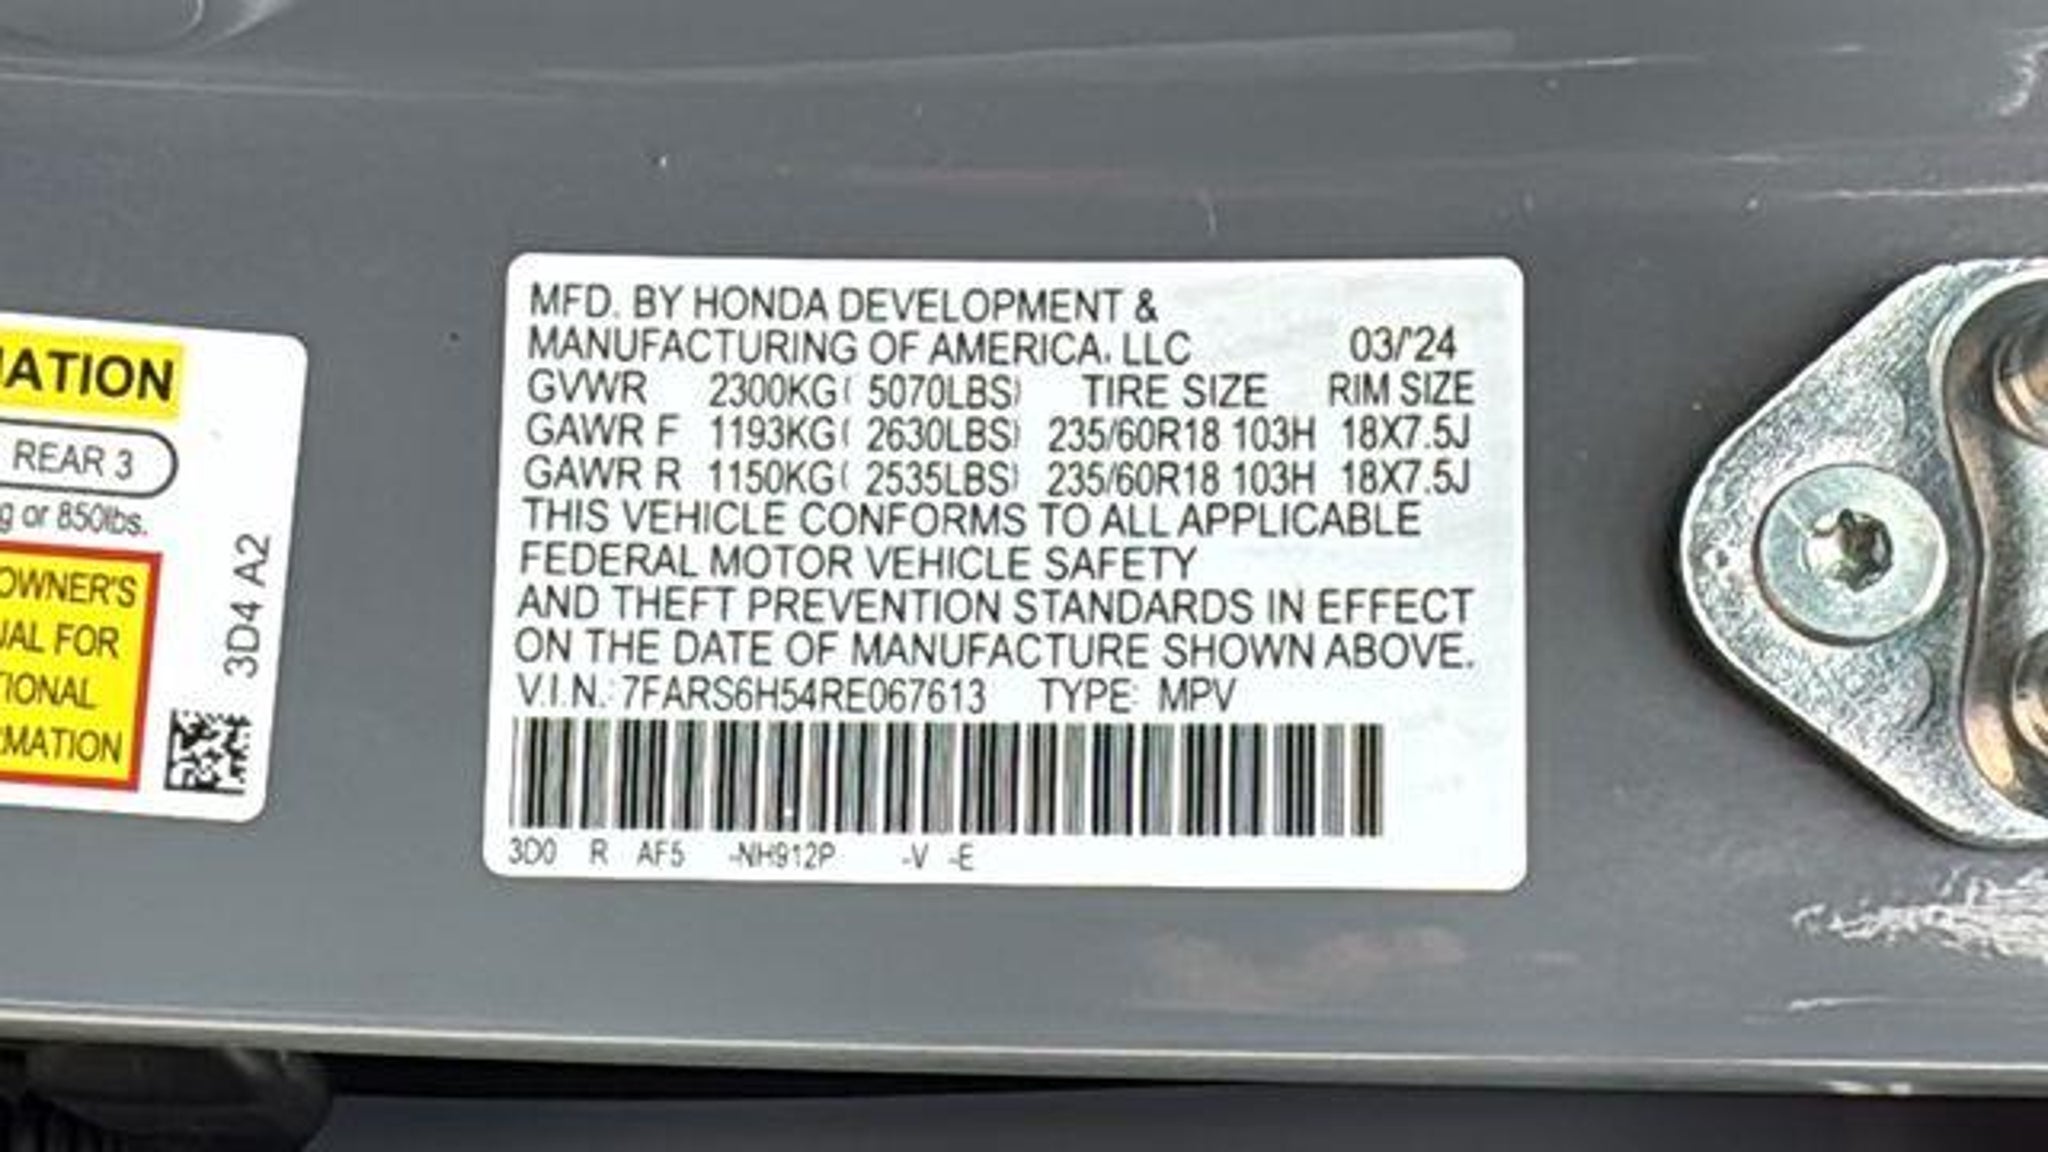 MATION
REAR 3
g or 850lbs.
OWNER'S
UAL FOR
TIONAL
RMATION
3D4 A2
MFD. BY HONDA DEVELOPMENT &
MANUFACTURING OF AMERICA, LLC 03/'24
GVWR 2300KG( 5070LBS) TIRE SIZE RIM SIZE
GAWR F 1193KG( 2630LBS) 235/60R18 103H 18X7.5J
GAWR R 1150KG( 2535LBS) 235/60R18 103H 18X7.5J
THIS VEHICLE CONFORMS TO ALL APPLICABLE
FEDERAL MOTOR VEHICLE SAFETY
AND THEFT PREVENTION STANDARDS IN EFFECT
ON THE DATE OF MANUFACTURE SHOWN ABOVE.
V.I.N.: 7FARS6H54RE067613 TYPE: MPV
3D0 R AF5 -NH912P -V -E